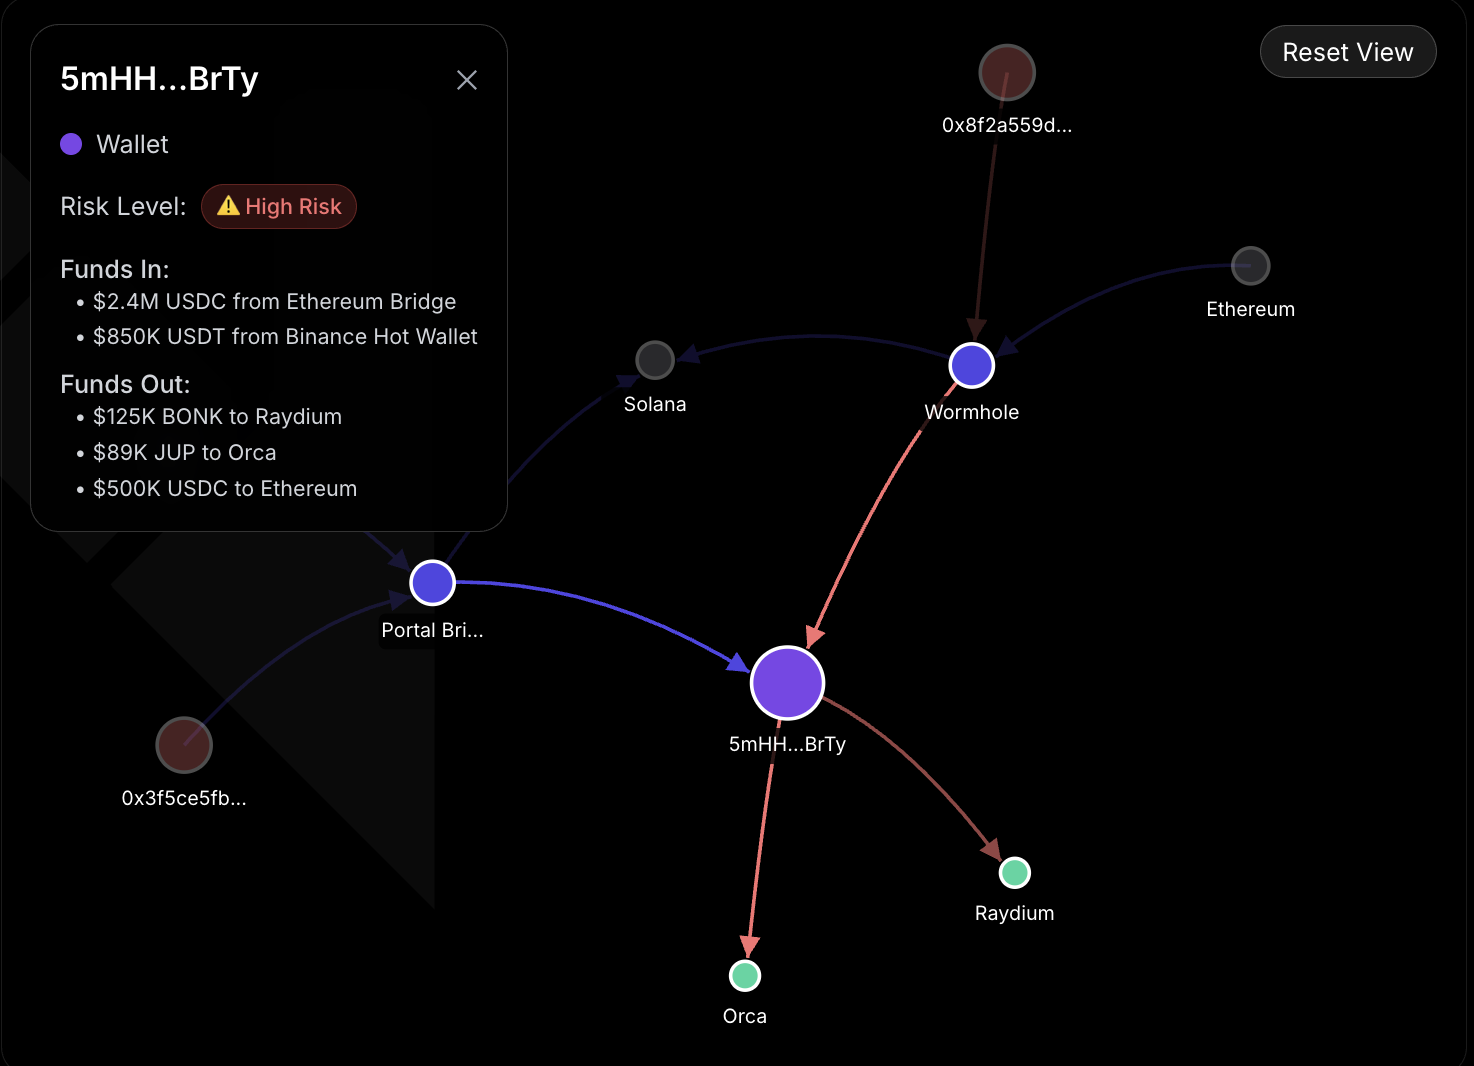 5mHH...BrTy
Wallet
Risk Level: ⚠️ High Risk
Funds In:
• $2.4M USDC from Ethereum Bridge
• $850K USDT from Binance Hot Wallet
Funds Out:
• $125K BONK to Raydium
• $89K JUP to Orca
• $500K USDC to Ethereum
Reset View
0x8f2a559d...
Ethereum
Solana
Wormhole
Portal Bri...
5mHH...BrTy
0x3f5ce5fb...
Raydium
Orca